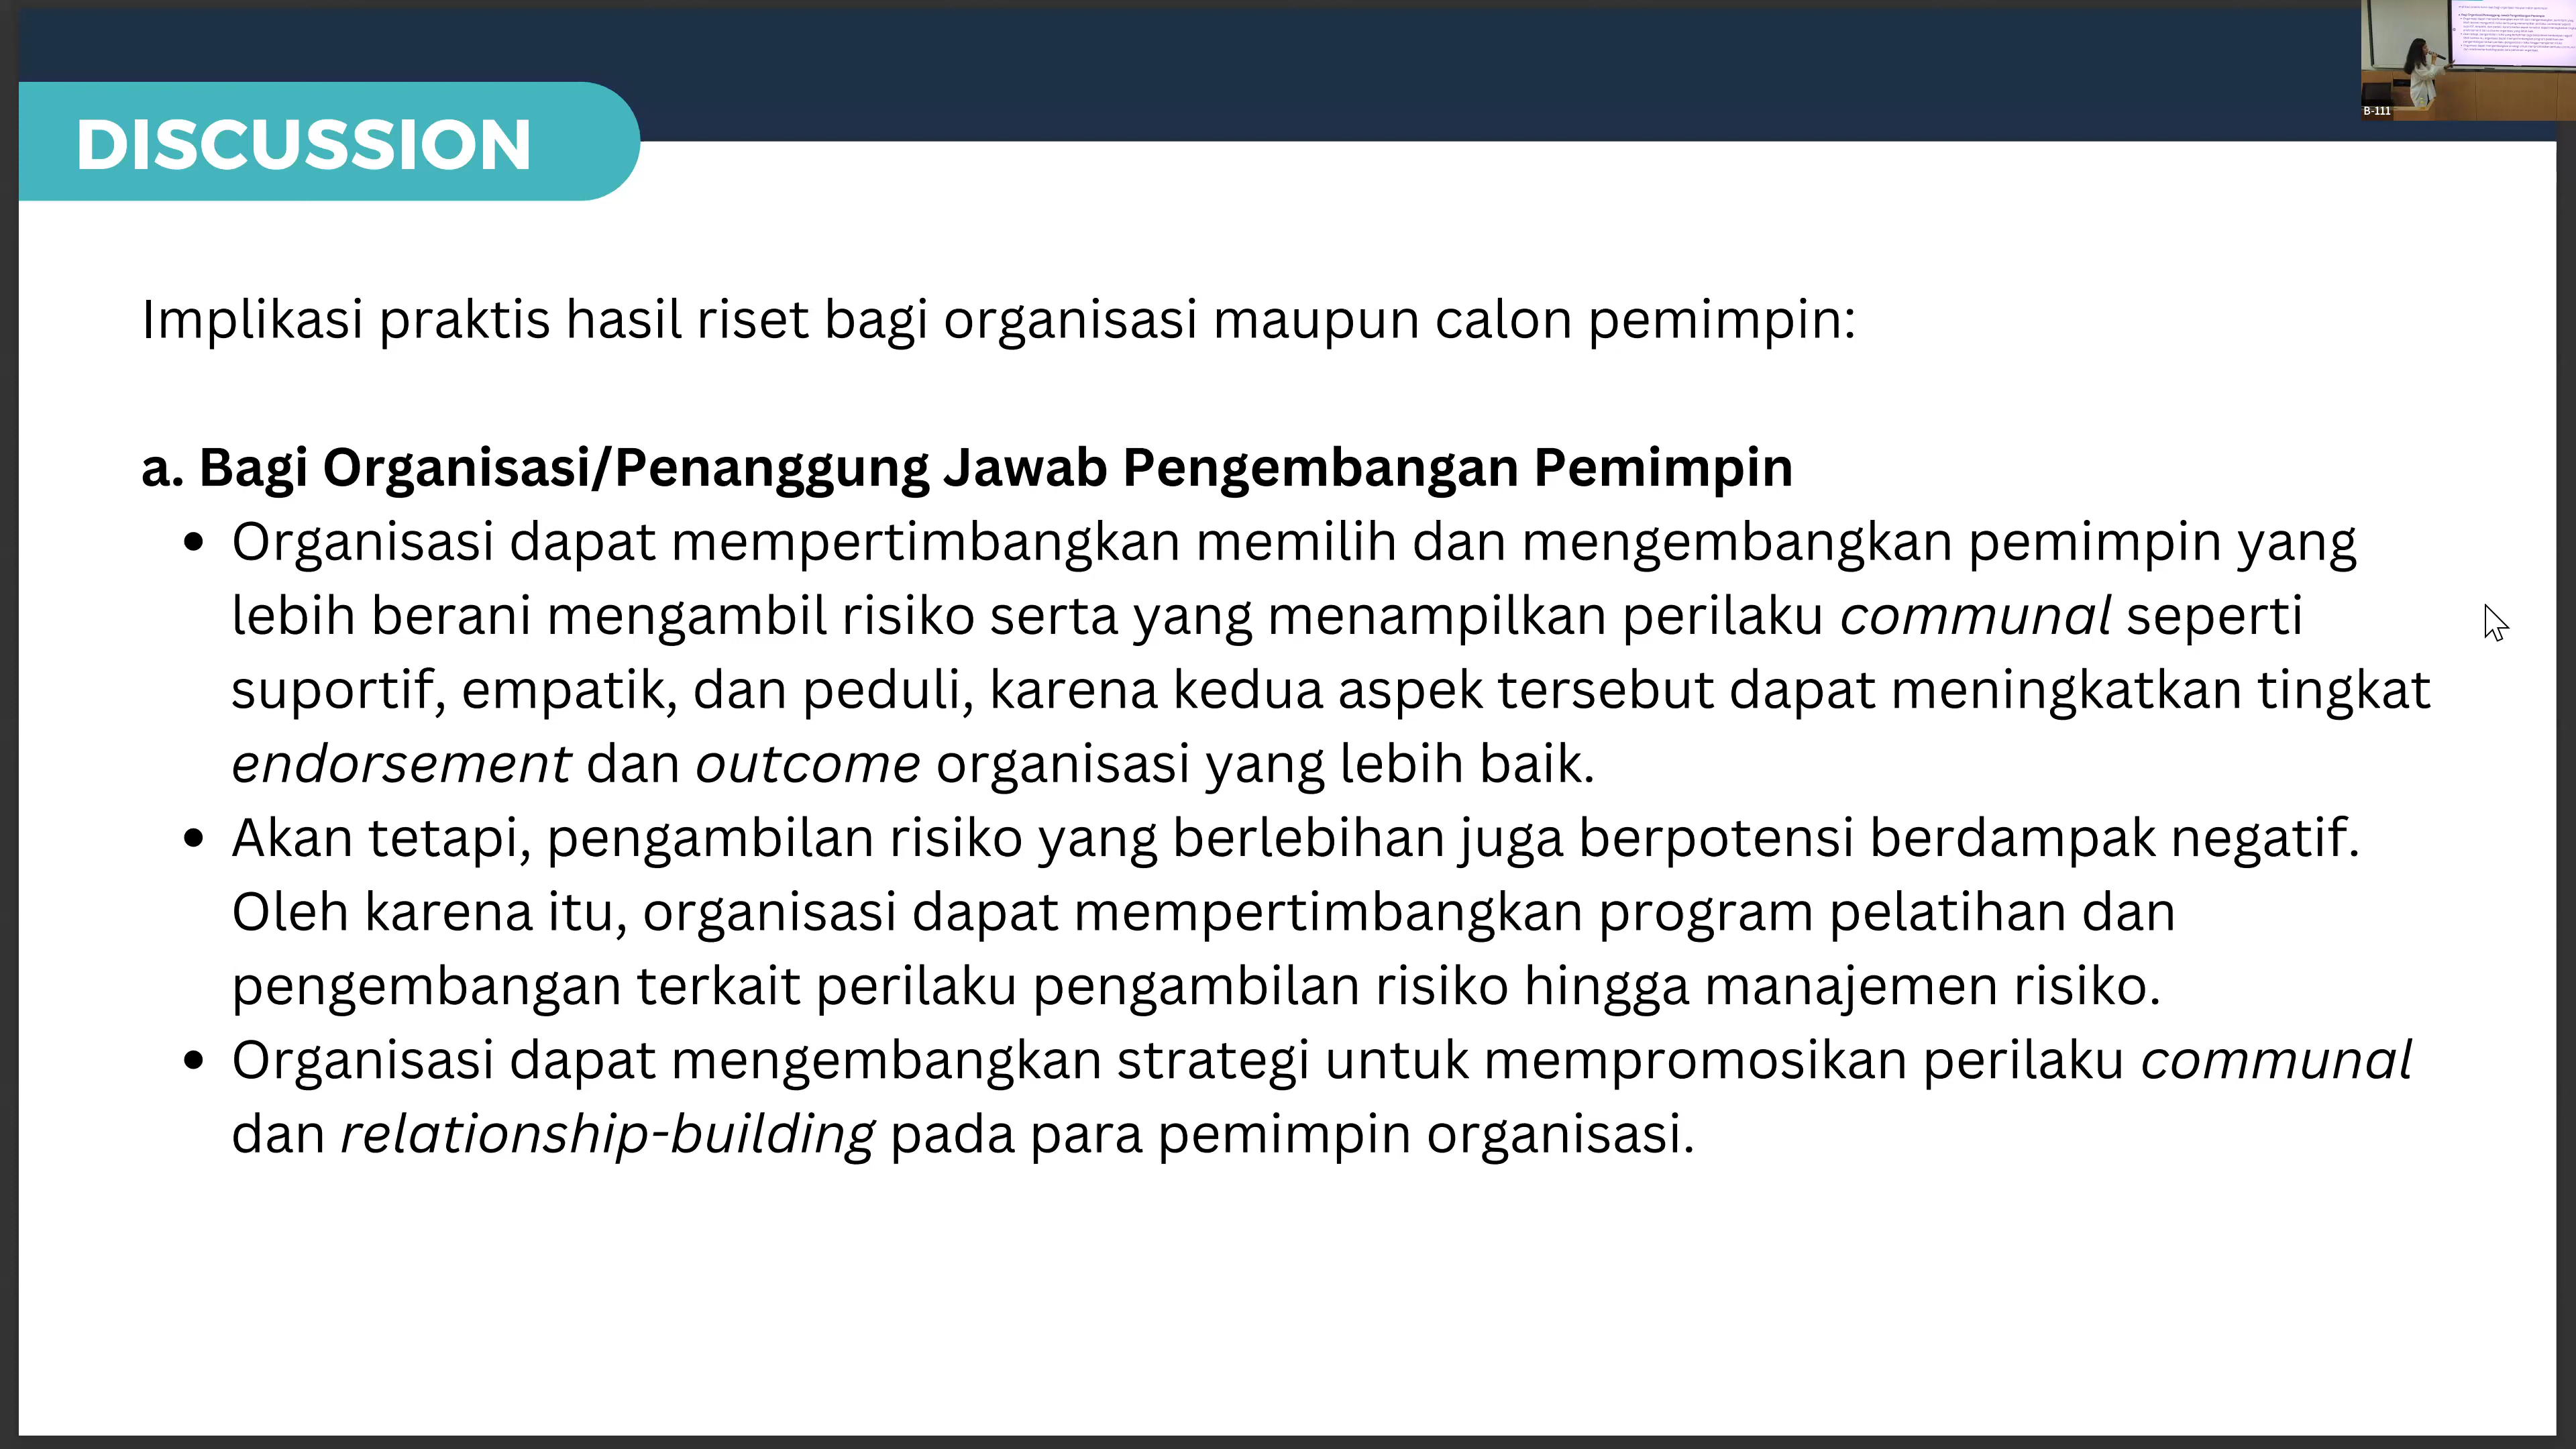 DISCUSSION
B-111
Implikasi praktis hasil riset bagi organisasi maupun calon pemimpin:
a. Bagi Organisasi/Penanggung Jawab Pengembangan Pemimpin
• Organisasi dapat mempertimbangkan memilih dan mengembangkan pemimpin yang
lebih berani mengambil risiko serta yang menampilkan perilaku communal seperti
suportif, empatik, dan peduli, karena kedua aspek tersebut dapat meningkatkan tingkat
endorsement dan outcome organisasi yang lebih baik.
• Akan tetapi, pengambilan risiko yang berlebihan juga berpotensi berdampak negatif.
Oleh karena itu, organisasi dapat mempertimbangkan program pelatihan dan
pengembangan terkait perilaku pengambilan risiko hingga manajemen risiko.
• Organisasi dapat mengembangkan strategi untuk mempromosikan perilaku communal
dan relationship-building pada para pemimpin organisasi.